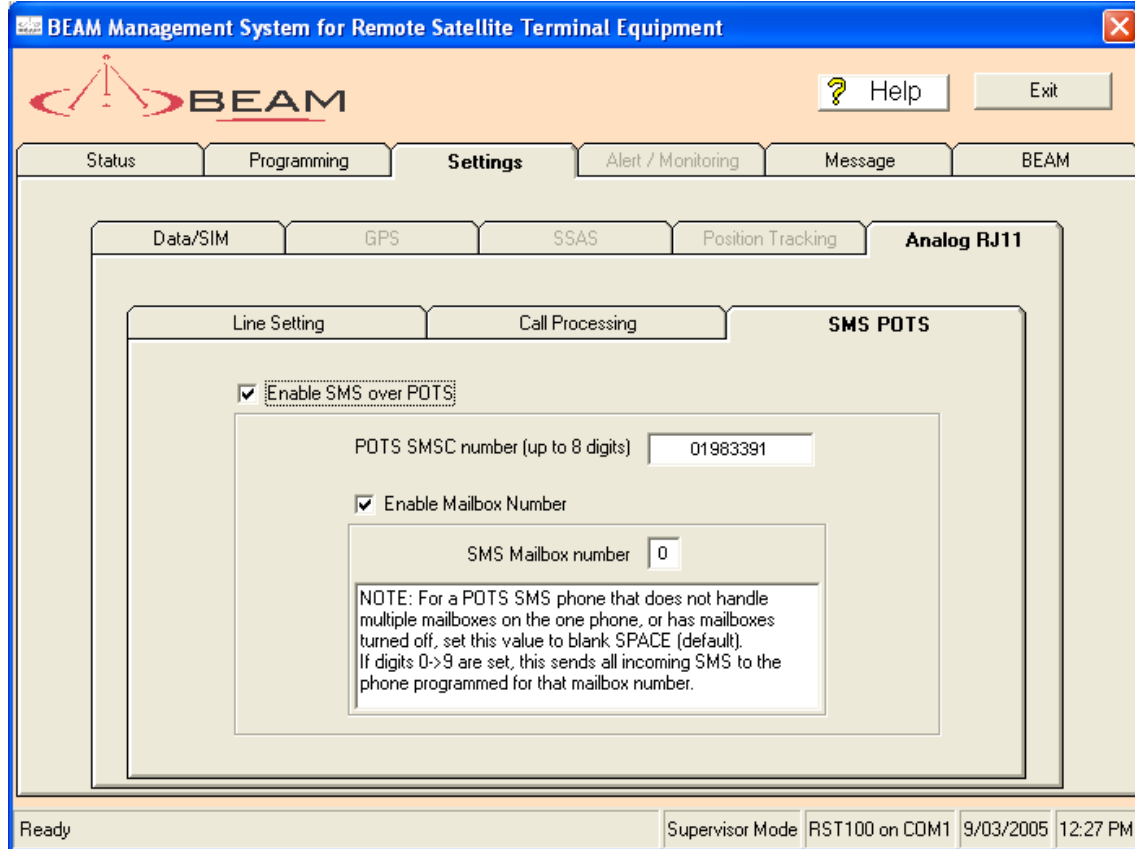 BEAM Management System for Remote Satellite Terminal Equipment
BEAM
? Help
Exit
Status
Programming
Settings
Alert / Monitoring
Message
BEAM
Data/SIM
GPS
SSAS
Position Tracking
Analog RJ11
Line Setting
Call Processing
SMS POTS
Enable SMS over POTS
POTS SMSC number (up to 8 digits)
01983391
Enable Mailbox Number
SMS Mailbox number
0
NOTE: For a POTS SMS phone that does not handle
multiple mailboxes on the one phone, or has mailboxes
turned off, set this value to blank SPACE (default).
If digits 0->9 are set, this sends all incoming SMS to the
phone programmed for that mailbox number.
Ready
Supervisor Mode
RST100 on COM1
9/03/2005
12:27 PM